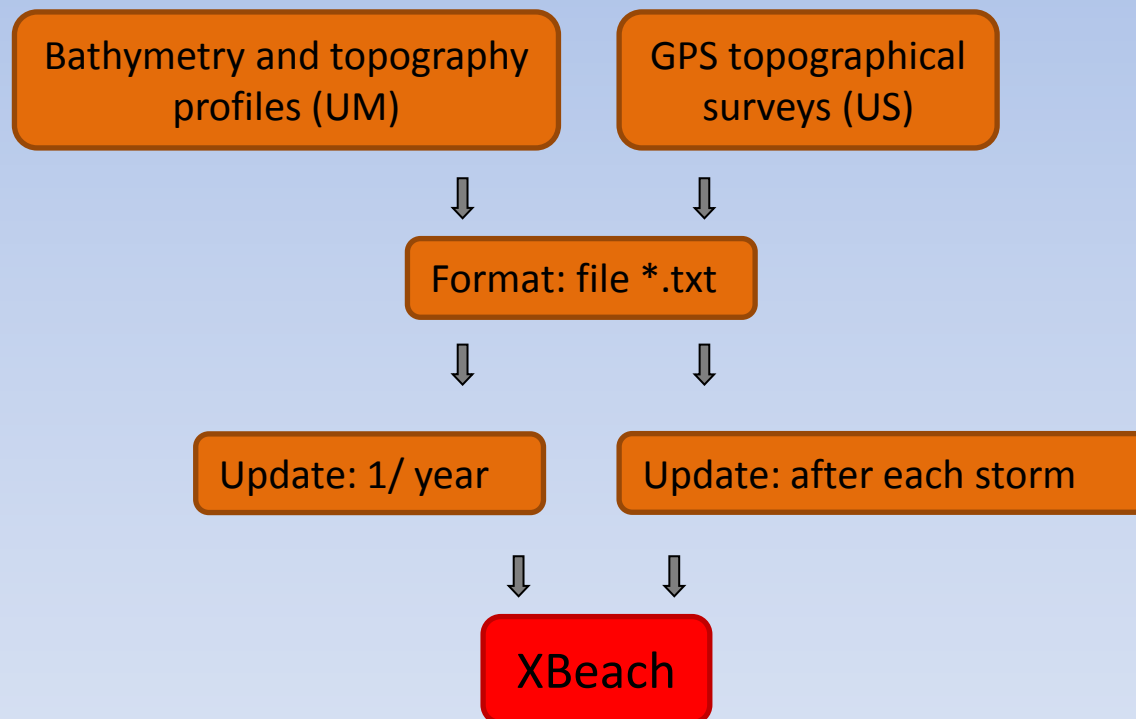 Bathymetry and topography
profiles (UM)
GPS topographical
surveys (US)
Format: file *.txt
Update: 1/ year
Update: after each storm
XBeach